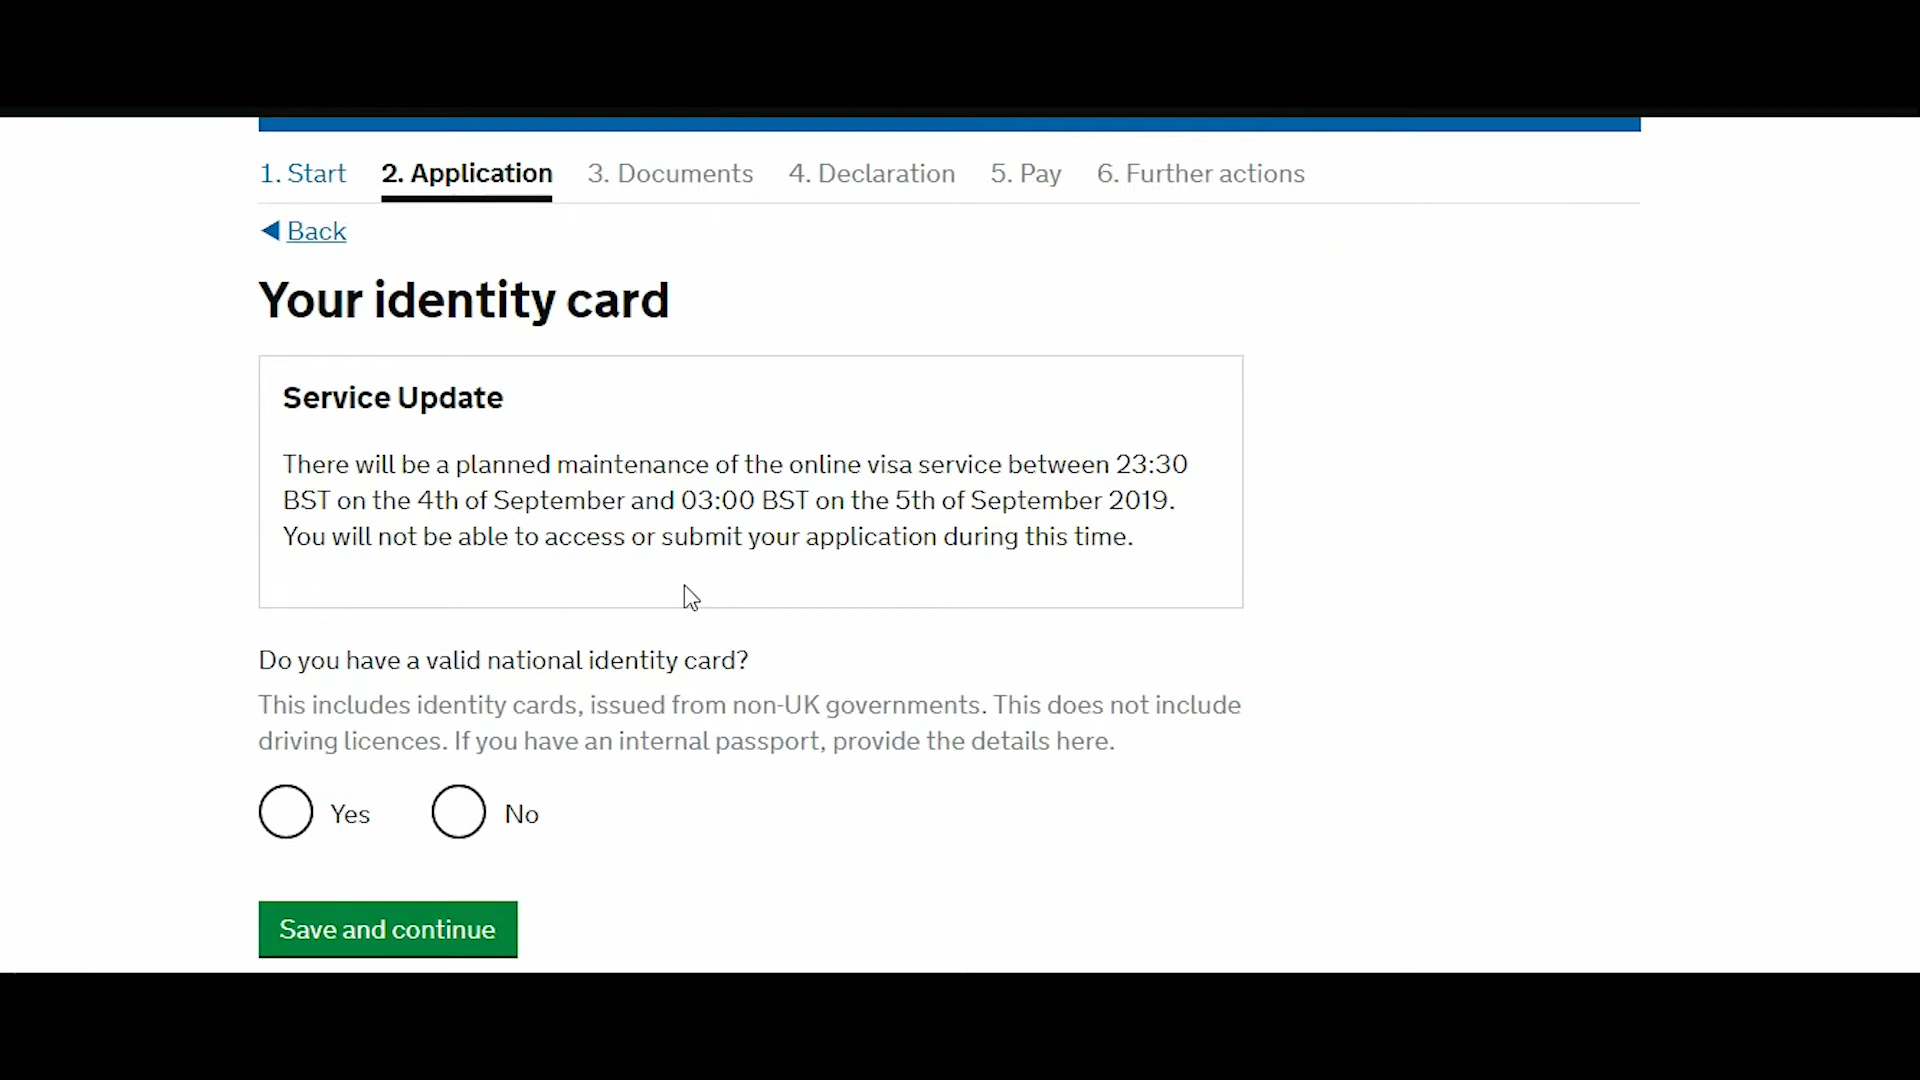 1. Start 2. Application 3. Documents 4. Declaration 5. Pay 6. Further actions
Back
Your identity card
Service Update
There will be a planned maintenance of the online visa service between 23:30
BST on the 4th of September and 03:00 BST on the 5th of September 2019.
You will not be able to access or submit your application during this time.
Do you have a valid national identity card?
This includes identity cards, issued from non-UK governments. This does not include
driving licences. If you have an internal passport, provide the details here.
Yes No
Save and continue